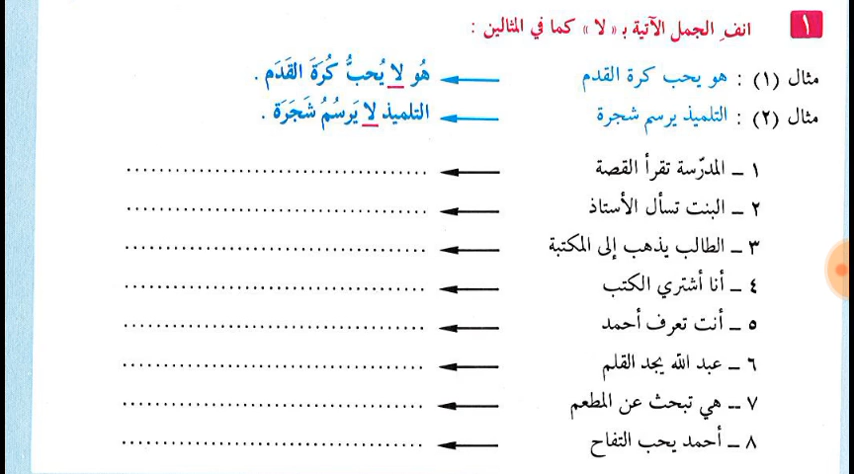 ١ انف الجمل الآتية بـ «لا» كما في المثالين :
مثال (١) : هو يحب كرة القدم ← هُو لا يُحبُّ كُرَةَ القَدَم .
مثال (٢) : التلميذ يرسم شجرة ← التلميذ لا يَرسُمُ شَجَرَة .
١ ـ المدرّسة تقرأ القصة ← ..........................
٢ ـ البنت تسأل الأستاذ ← ..........................
٣ ـ الطالب يذهب إلى المكتبة ← ..........................
٤ ـ أنا أشتري الكتب ← ..........................
٥ ـ أنت تعرف أحمد ← ..........................
٦ ـ عبد الله يجد القلم ← ..........................
٧ ـ هي تبحث عن المطعم ← ..........................
٨ ـ أحمد يحب التفاح ← ..........................